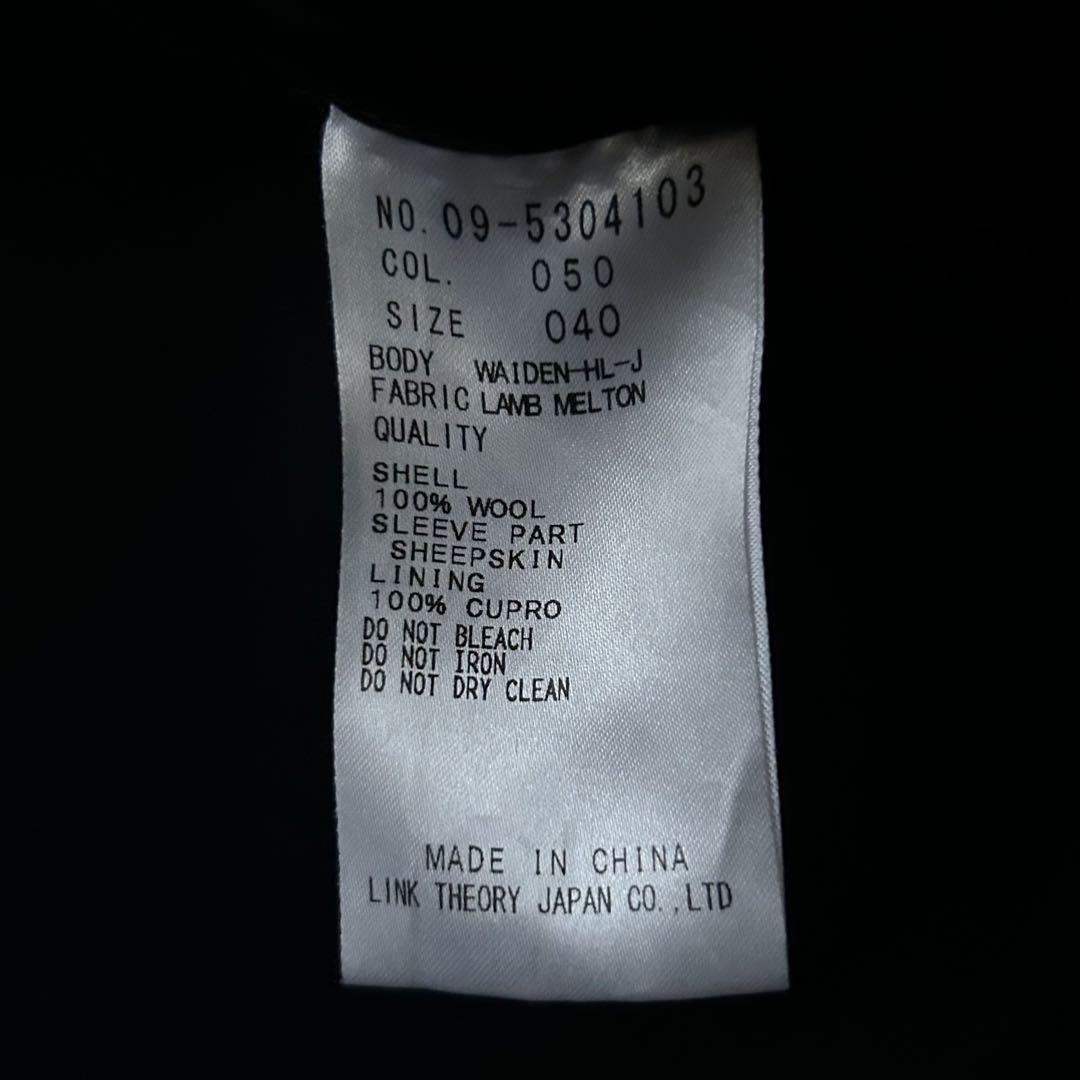 NO. 09-5304103
COL. 050
SIZE 040
BODY WAIDEN-HL-J
FABRIC LAMB MELTON
QUALITY
SHELL
100% WOOL
SLEEVE PART
SHEEPSKIN
LINING
100% CUPRO
DO NOT BLEACH
DO NOT IRON
DO NOT DRY CLEAN
MADE IN CHINA
LINK THEORY JAPAN CO.,LTD